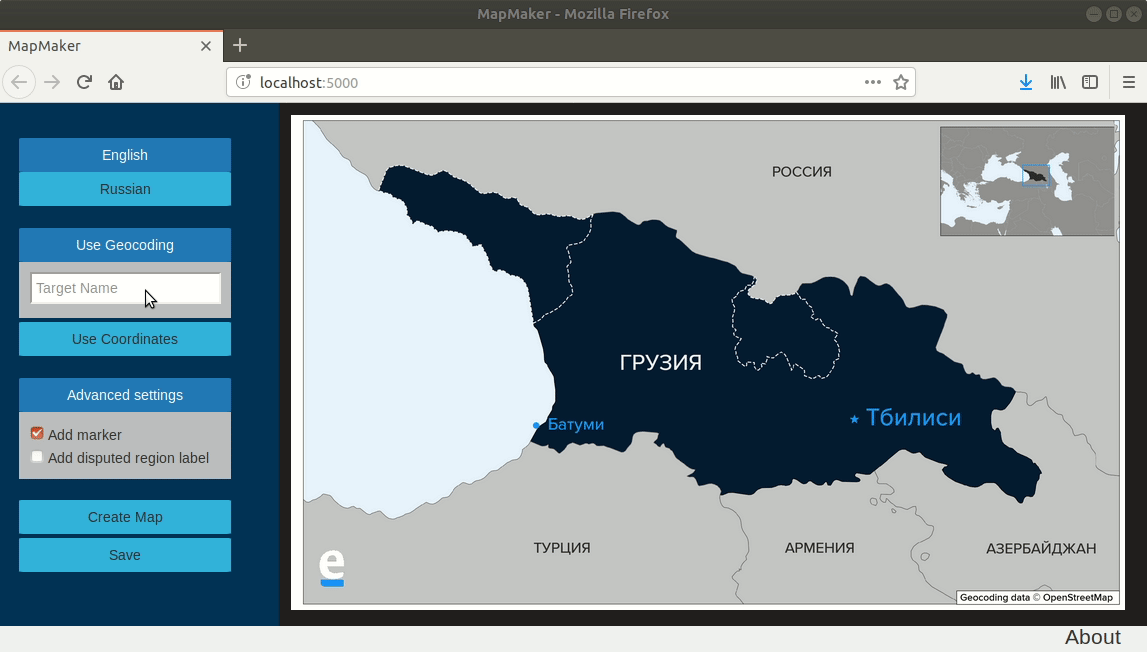 MapMaker - Mozilla Firefox
MapMaker
localhost:5000
English
Russian
Use Geocoding
Target Name
Use Coordinates
Advanced settings
Add marker
Add disputed region label
Create Map
Save
РОССИЯ
ГРУЗИЯ
Батуми
Тбилиси
ТУРЦИЯ
АРМЕНИЯ
АЗЕРБАЙДЖАН
e
Geocoding data © OpenStreetMap
About